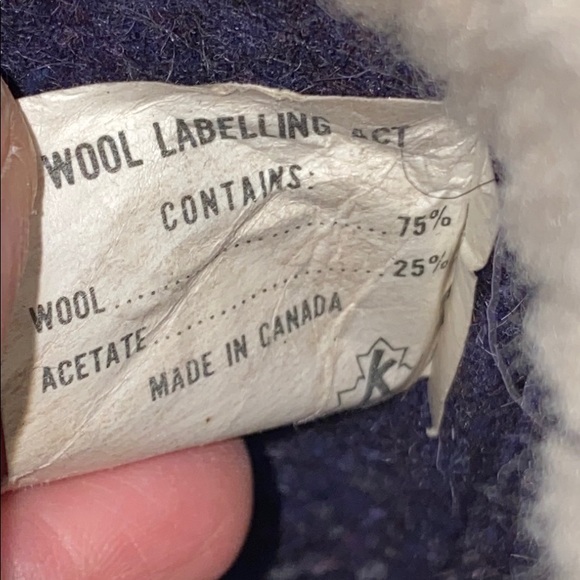 WOOL LABELLING ACT
CONTAINS:
WOOL.................... 75%
ACETATE.................... 25%
MADE IN CANADA
K